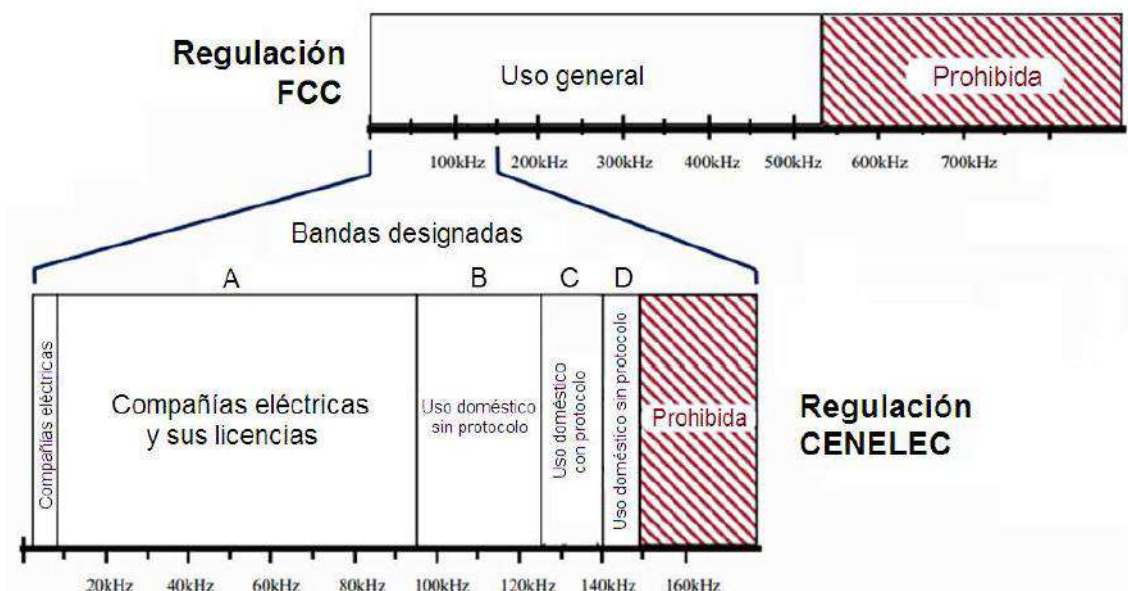 Regulación
FCC
Uso general
Prohibida
100kHz 200kHz 300kHz 400kHz 500kHz 600kHz 700kHz
Bandas designadas
A B C D
Compañías eléctricas
Compañías eléctricas
y sus licencias
Uso doméstico
sin protocolo
Uso doméstico
con protocolo
Uso doméstico sin protocolo
Prohibida
Regulación
CENELEC
20kHz 40kHz 60kHz 80kHz 100kHz 120kHz 140kHz 160kHz